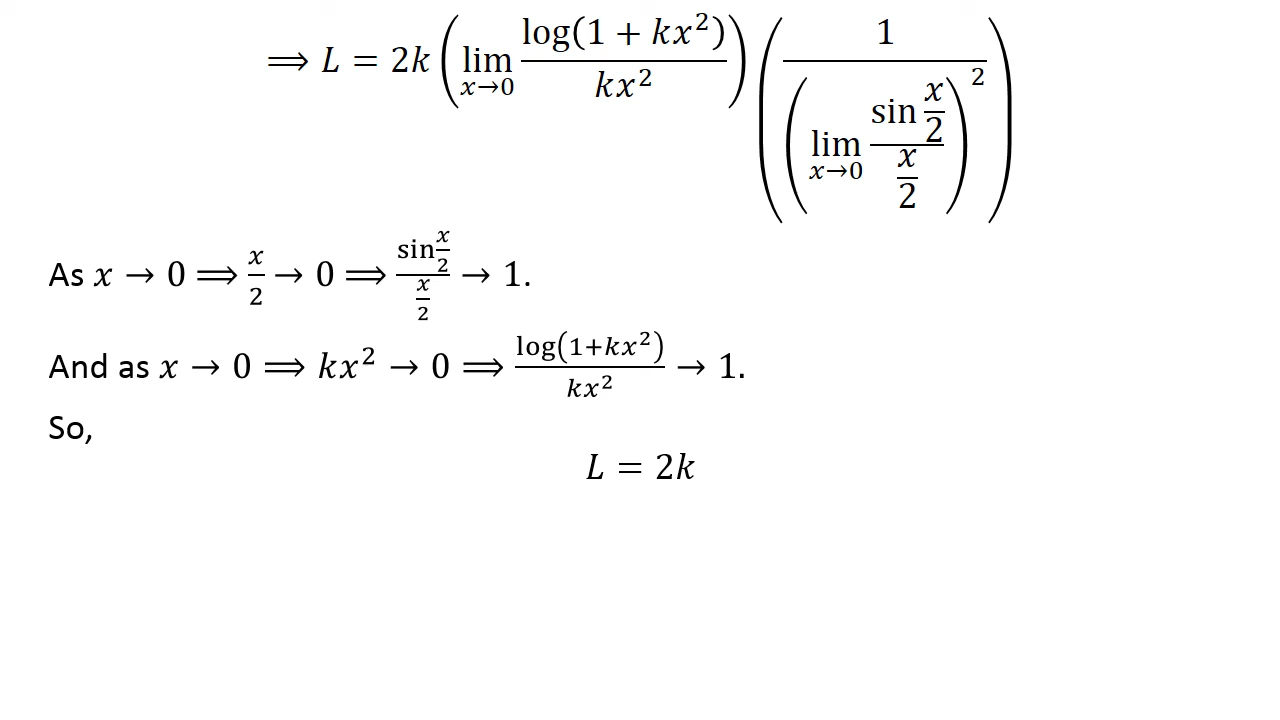 ⟹ L = 2k (lim_{x→0} log(1 + kx²)/(kx²)) (1/(lim_{x→0} (sin x/2)/(x/2))²)
As x → 0 ⟹ x/2 → 0 ⟹ (sin x/2)/(x/2) → 1.
And as x → 0 ⟹ kx² → 0 ⟹ log(1+kx²)/(kx²) → 1.
So,
L = 2k